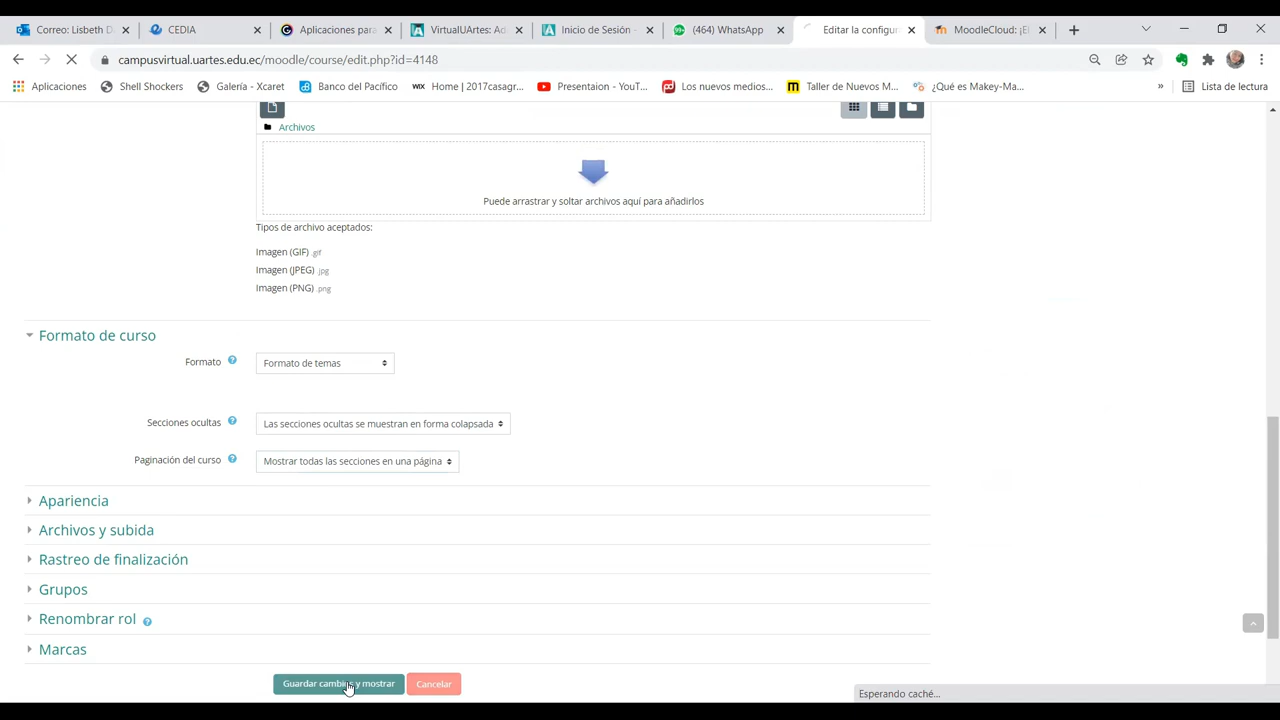 Correo: Lisbeth D
CEDIA
Aplicaciones para
VirtualUArtes: Ad
Inicio de Sesión -
(464) WhatsApp
Editar la configur
MoodleCloud: ¡El
campusvirtual.uartes.edu.ec/moodle/course/edit.php?id=4148
Aplicaciones
Shell Shockers
Galería - Xcaret
Banco del Pacífico
WIX
Home | 2017casagr...
Presentaion - YouT...
Los nuevos medios...
Taller de Nuevos M...
¿Qué es Makey-Ma...
»
Lista de lectura
Archivos
Puede arrastrar y soltar archivos aquí para añadirlos
Tipos de archivo aceptados:
Imagen (GIF) .gif
Imagen (JPEG) .jpg
Imagen (PNG) .png
Formato de curso
Formato
Formato de temas
Secciones ocultas
Las secciones ocultas se muestran en forma colapsada
Paginación del curso
Mostrar todas las secciones en una página
Apariencia
Archivos y subida
Rastreo de finalización
Grupos
Renombrar rol
Marcas
Guardar cambios y mostrar
Cancelar
Esperando caché...